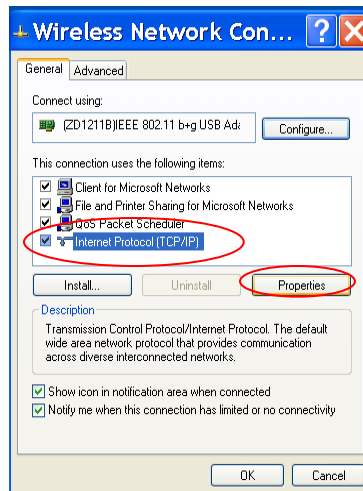 Wireless Network Con...
General
Advanced
Connect using:
(ZD1211B)IEEE 802.11 b+g USB Ada
Configure...
This connection uses the following items:
Client for Microsoft Networks
File and Printer Sharing for Microsoft Networks
QoS Packet Scheduler
Internet Protocol (TCP/IP)
Install...
Uninstall
Properties
Description
Transmission Control Protocol/Internet Protocol. The default
wide area network protocol that provides communication
across diverse interconnected networks.
Show icon in notification area when connected
Notify me when this connection has limited or no connectivity
OK
Cancel